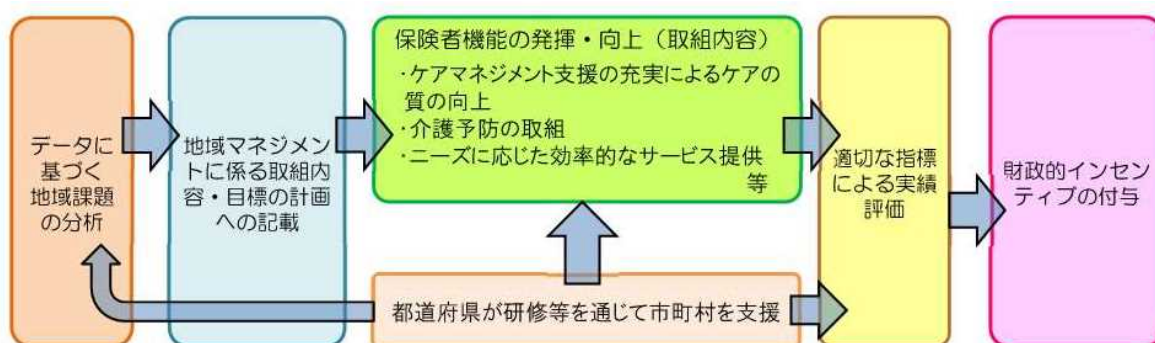 データに
基づく
地域課題
の分析
地域マネジメン
トに係る取組内
容・目標の計画
への記載
保険者機能の発揮・向上（取組内容）
・ケアマネジメント支援の充実によるケアの
質の向上
・介護予防の取組
・ニーズに応じた効率的なサービス提供
等
都道府県が研修等を通じて市町村を支援
適切な指標
による実績
評価
財政的インセン
ティブの付与